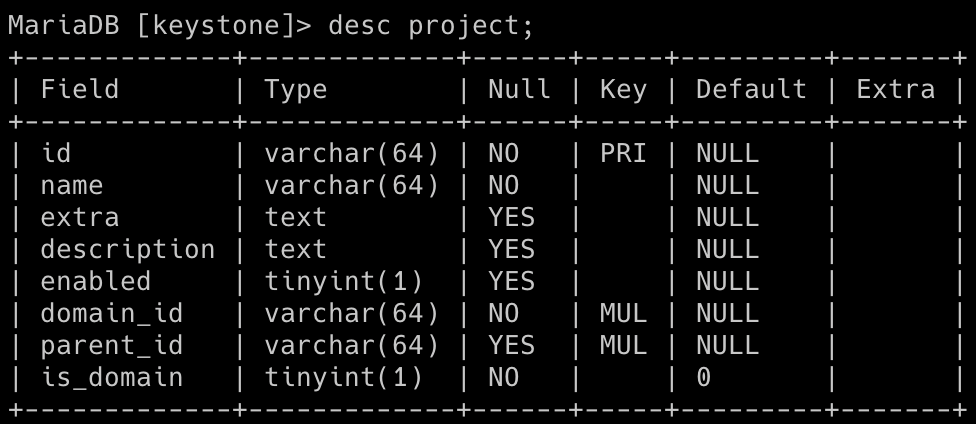 MariaDB [keystone]> desc project;
+-------------+-------------+------+-----+---------+-------+
| Field       | Type        | Null | Key | Default | Extra |
+-------------+-------------+------+-----+---------+-------+
| id          | varchar(64) | NO   | PRI | NULL    |       |
| name        | varchar(64) | NO   |     | NULL    |       |
| extra       | text        | YES  |     | NULL    |       |
| description | text        | YES  |     | NULL    |       |
| enabled     | tinyint(1)  | YES  |     | NULL    |       |
| domain_id   | varchar(64) | NO   | MUL | NULL    |       |
| parent_id   | varchar(64) | YES  | MUL | NULL    |       |
| is_domain   | tinyint(1)  | NO   |     | 0       |       |
+-------------+-------------+------+-----+---------+-------+